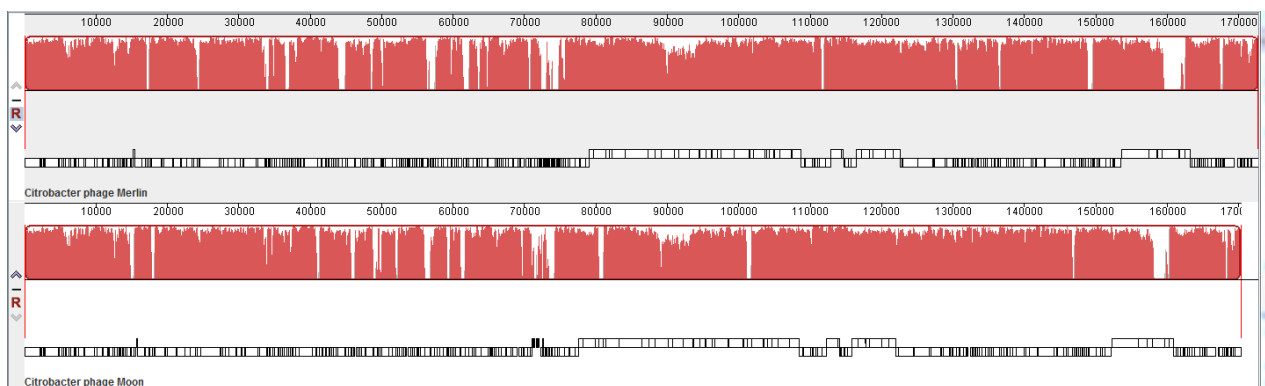 10000 20000 30000 40000 50000 60000 70000 80000 90000 100000 110000 120000 130000 140000 150000 160000 170000
R
Citrobacter phage Merlin
10000 20000 30000 40000 50000 60000 70000 80000 90000 100000 110000 120000 130000 140000 150000 160000 1700
R
Citrobacter phage Moon